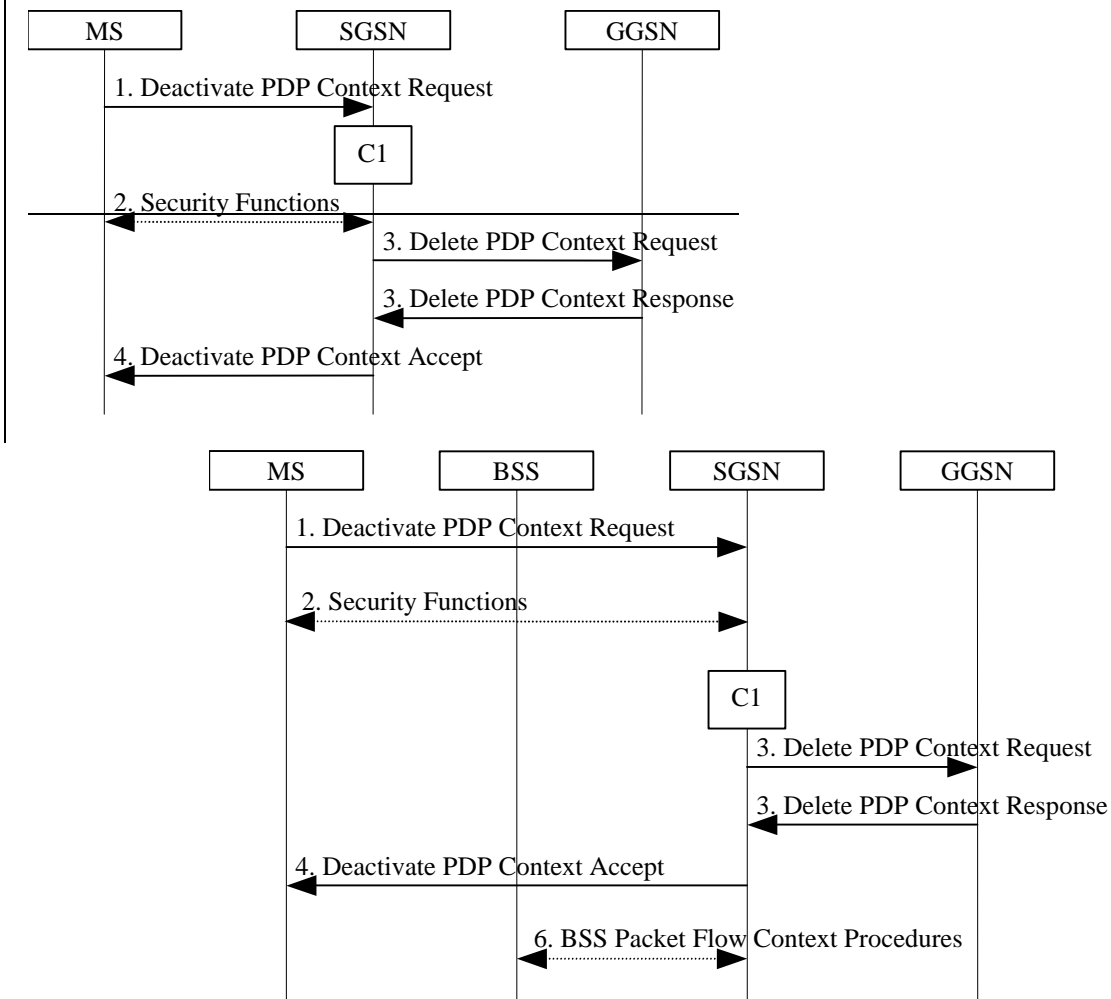 MS SGSN GGSN
1. Deactivate PDP Context Request
C1
2. Security Functions
3. Delete PDP Context Request
3. Delete PDP Context Response
4. Deactivate PDP Context Accept
MS BSS SGSN GGSN
1. Deactivate PDP Context Request
2. Security Functions
C1
3. Delete PDP Context Request
3. Delete PDP Context Response
4. Deactivate PDP Context Accept
6. BSS Packet Flow Context Procedures